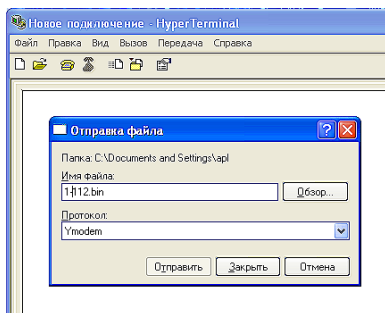 Новое подключение - HyperTerminal
Файл Правка Вид Вызов Передача Справка
Отправка файла
Папка: C:\Documents and Settings\apl
Имя файла:
1-112.bin
Обзор...
Протокол:
Ymodem
Отправить Закрыть Отмена